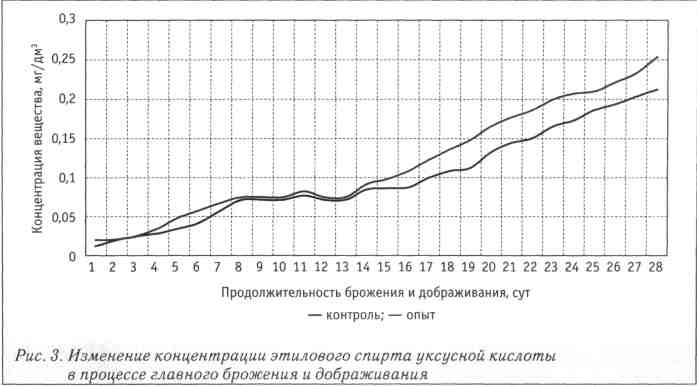 Концентрация вещества, мг/дм³
0,3
0,25
0,2
0,15
0,1
0,05
0
1 2 3 4 5 6 7 8 9 10 11 12 13 14 15 16 17 18 19 20 21 22 23 24 25 26 27 28
Продолжительность брожения и дображивания, сут
— контроль; — опыт
Рис. 3. Изменение концентрации этилового спирта уксусной кислоты
в процессе главного брожения и дображивания